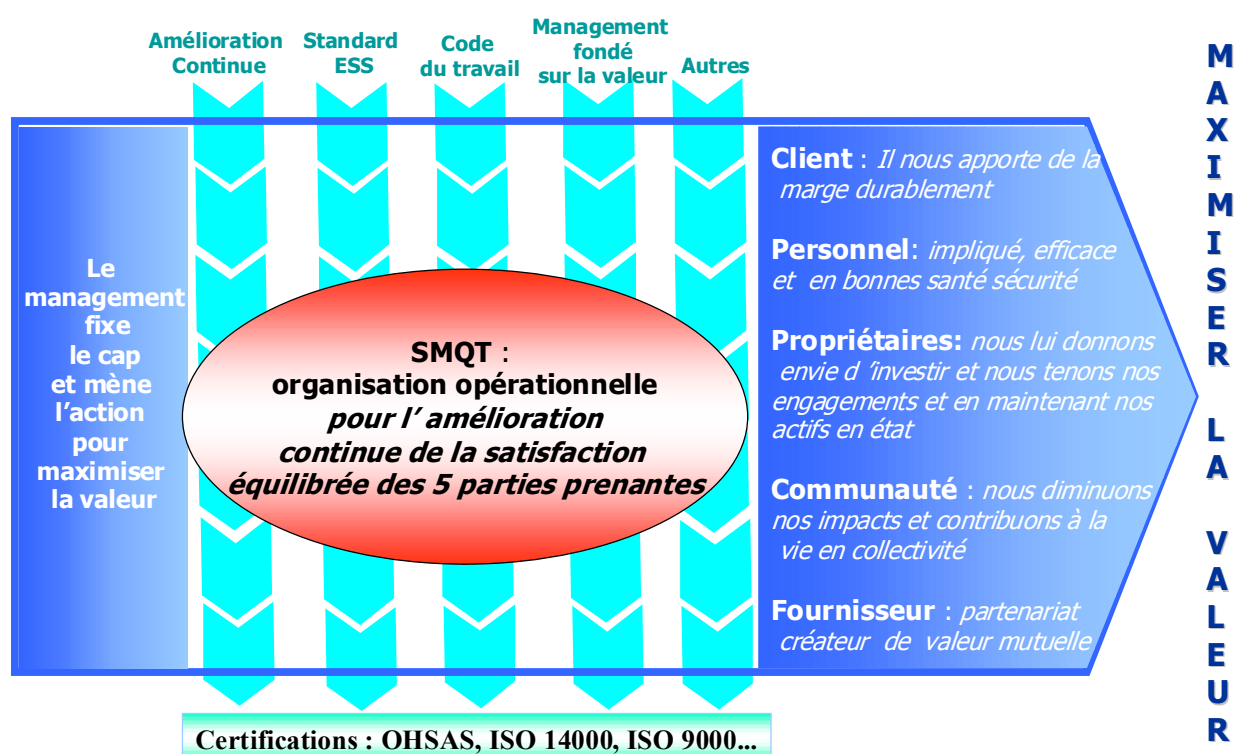 Amélioration
Continue
Standard
ESS
Code
du travail
Management
fondé
sur la valeur
Autres
Le
management
fixe
le cap
et mène
l’action
pour
maximiser
la valeur
SMQT :
organisation opérationnelle
pour l’ amélioration
continue de la satisfaction
équilibrée des 5 parties prenantes
Client : Il nous apporte de la
marge durablement
Personnel: impliqué, efficace
et en bonnes santé sécurité
Propriétaires: nous lui donnons
envie d ’investir et nous tenons nos
engagements et en maintenant nos
actifs en état
Communauté : nous diminuons
nos impacts et contribuons à la
vie en collectivité
Fournisseur : partenariat
créateur de valeur mutuelle
MAXIMISER LA VALEUR
Certifications : OHSAS, ISO 14000, ISO 9000...